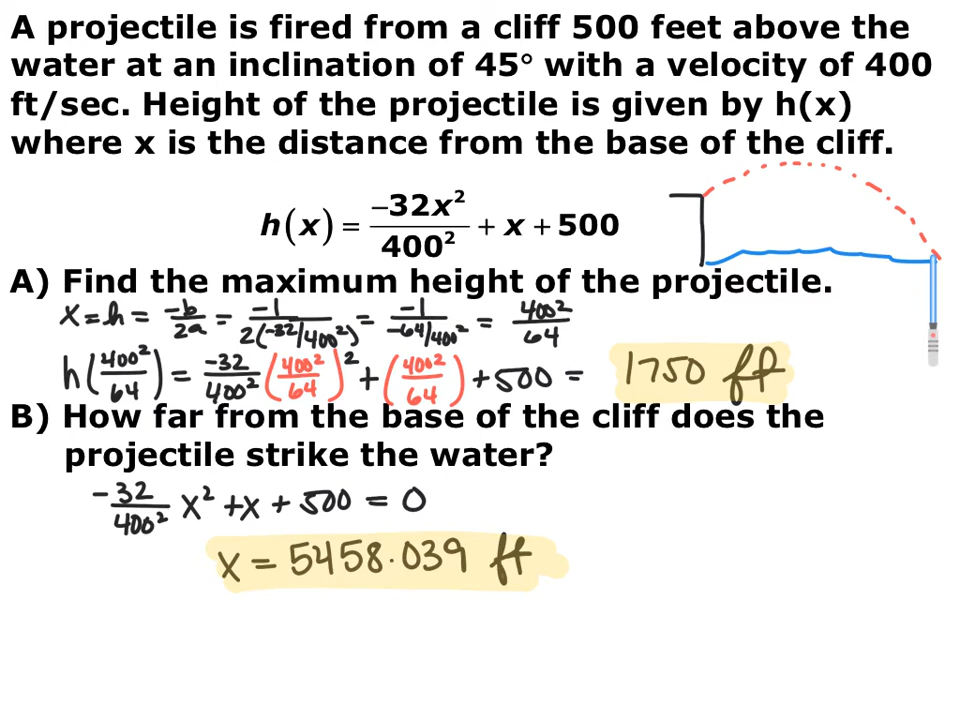 A projectile is fired from a cliff 500 feet above the
water at an inclination of 45° with a velocity of 400
ft/sec. Height of the projectile is given by h(x)
where x is the distance from the base of the cliff.
h(x) = −32x²/400² + x + 500
A) Find the maximum height of the projectile.
x = h = -b/2a = -1/2(-32/400²) = -1/-64/400² = 400²/64
h(400²/64) = -32/400² (400²/64)² + (400²/64) + 500 = 1750 ft
B) How far from the base of the cliff does the
projectile strike the water?
-32/400² x² + x + 500 = 0
x = 5458.039 ft